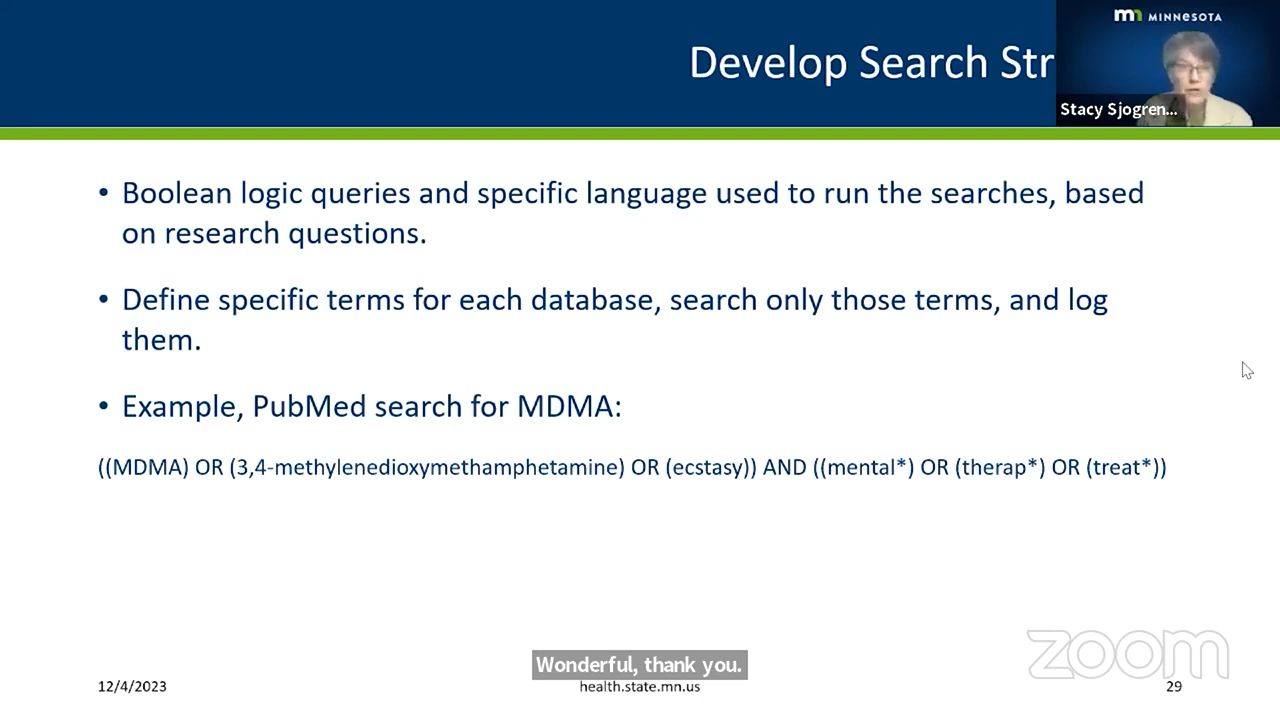 Develop Search Str
mn MINNESOTA
Stacy Sjogren...
• Boolean logic queries and specific language used to run the searches, based
on research questions.
• Define specific terms for each database, search only those terms, and log
them.
• Example, PubMed search for MDMA:
((MDMA) OR (3,4-methylenedioxymethamphetamine) OR (ecstasy)) AND ((mental*) OR (therap*) OR (treat*))
zoom
Wonderful, thank you.
12/4/2023
health.state.mn.us
29